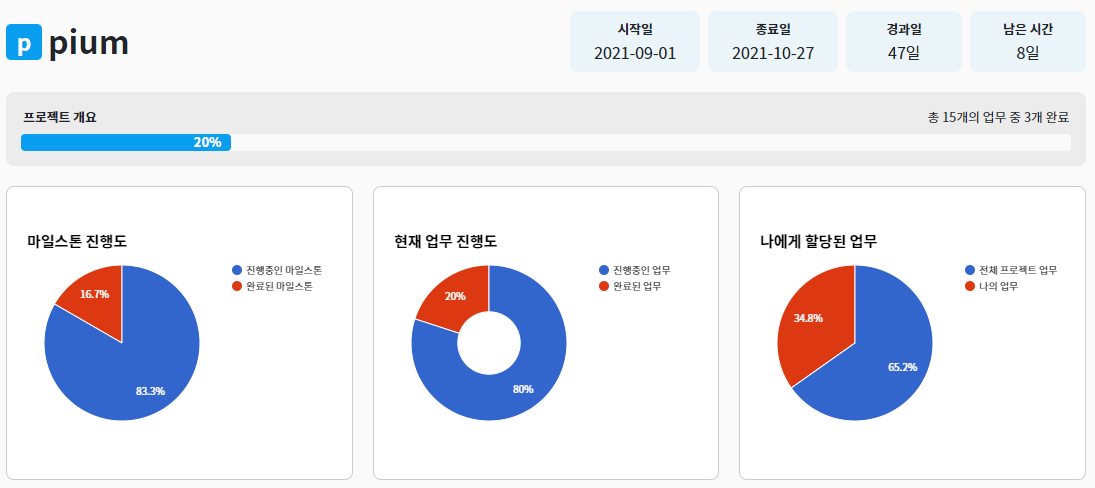 p pium
시작일
2021-09-01
종료일
2021-10-27
경과일
47일
남은 시간
8일
프로젝트 개요
총 15개의 업무 중 3개 완료
20%
마일스톤 진행도
진행중인 마일스톤
완료된 마일스톤
16.7%
83.3%
현재 업무 진행도
진행중인 업무
완료된 업무
20%
80%
나에게 할당된 업무
전체 프로젝트 업무
나의 업무
34.8%
65.2%